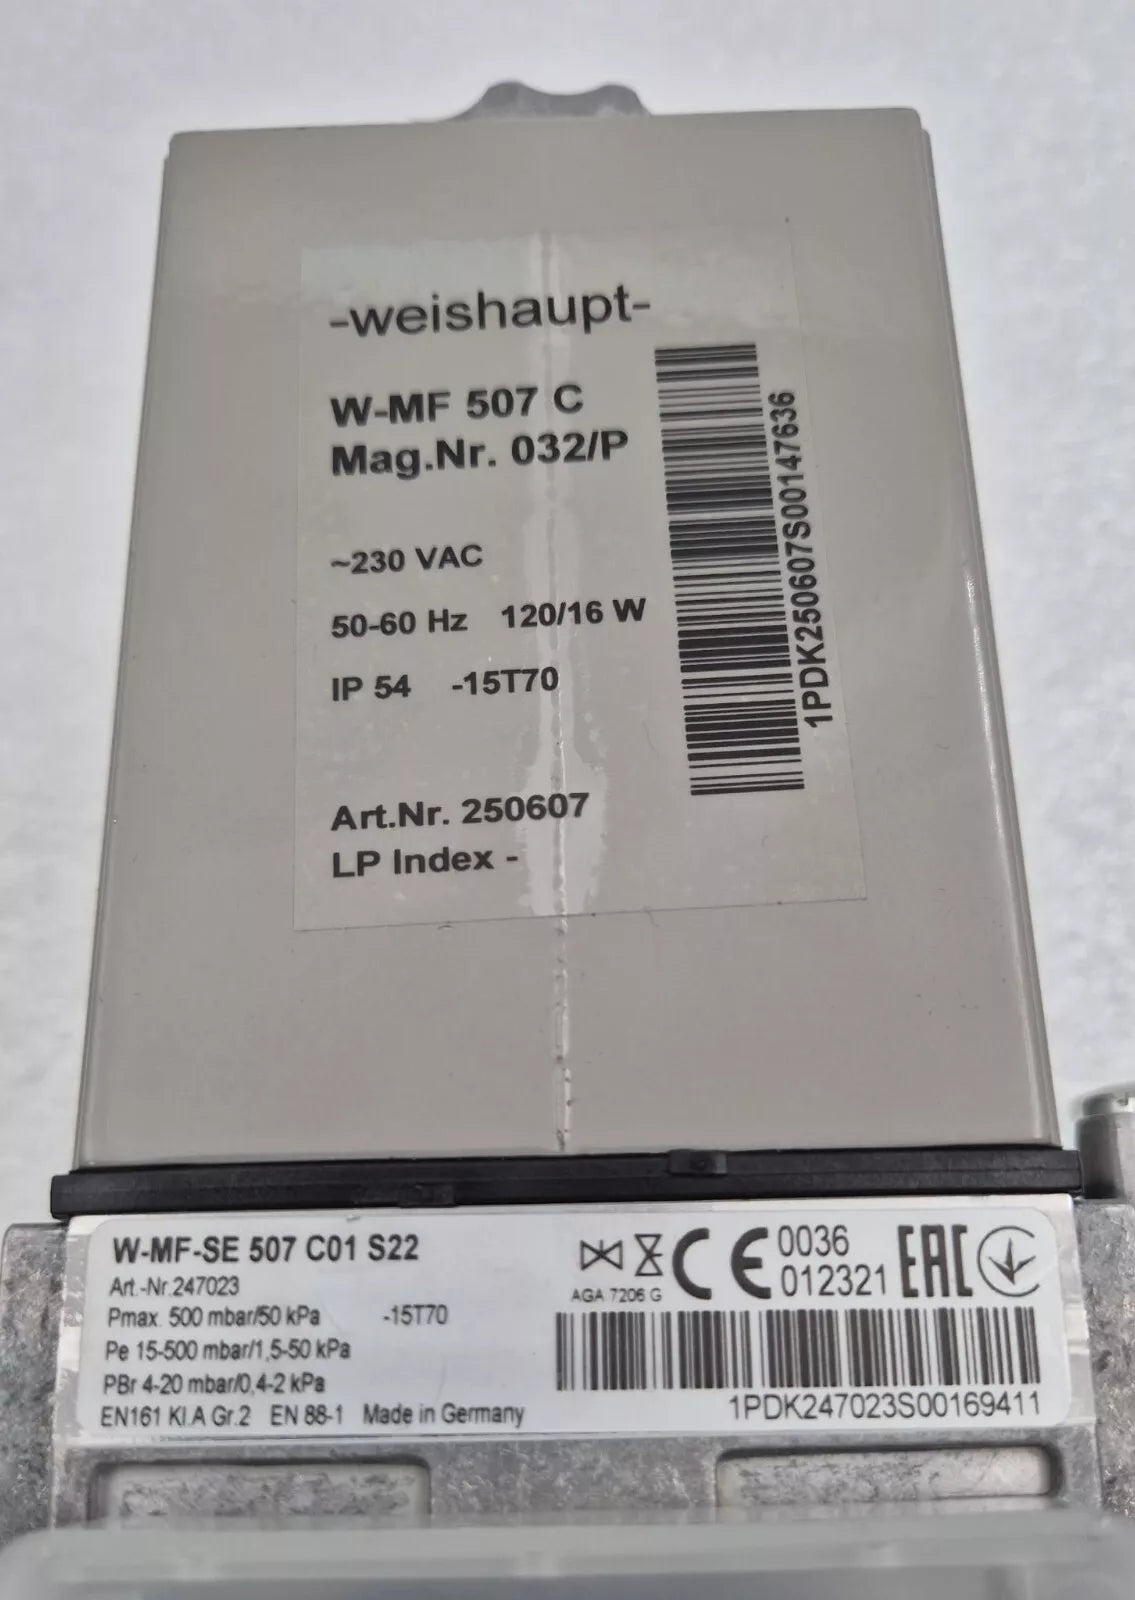 -weishaupt-
W-MF 507 C
Mag.Nr. 032/P
~230 VAC
50-60 Hz 120/16 W
IP 54 -15T70
Art.Nr. 250607
LP Index -
1PDK250607S00147636
W-MF-SE 507 C01 S22
Art.-Nr.247023
Pmax. 500 mbar/50 kPa -15T70
Pe 15-500 mbar/1,5-50 kPa
PBr 4-20 mbar/0,4-2 kPa
EN161 Kl.A Gr.2 EN 88-1 Made in Germany
AGA 7206 G
CE 0036
012321
EAC
1PDK247023S00169411